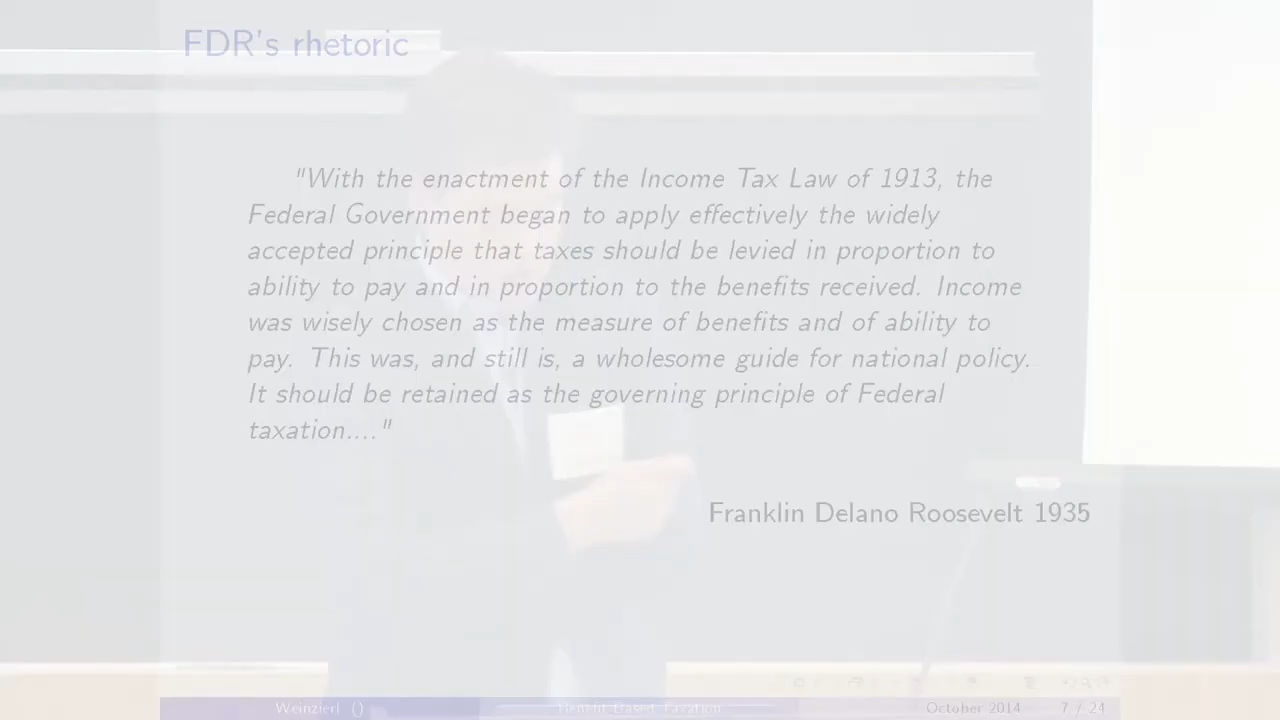 FDR's rhetoric
"With the enactment of the Income Tax Law of 1913, the
Federal Government began to apply effectively the widely
accepted principle that taxes should be levied in proportion to
ability to pay and in proportion to the benefits received. Income
was wisely chosen as the measure of benefits and of ability to
pay. This was, and still is, a wholesome guide for national policy.
It should be retained as the governing principle of Federal
taxation...."
Franklin Delano Roosevelt 1935
Weinzierl () Benefit Based Taxation October 2014 7 / 24